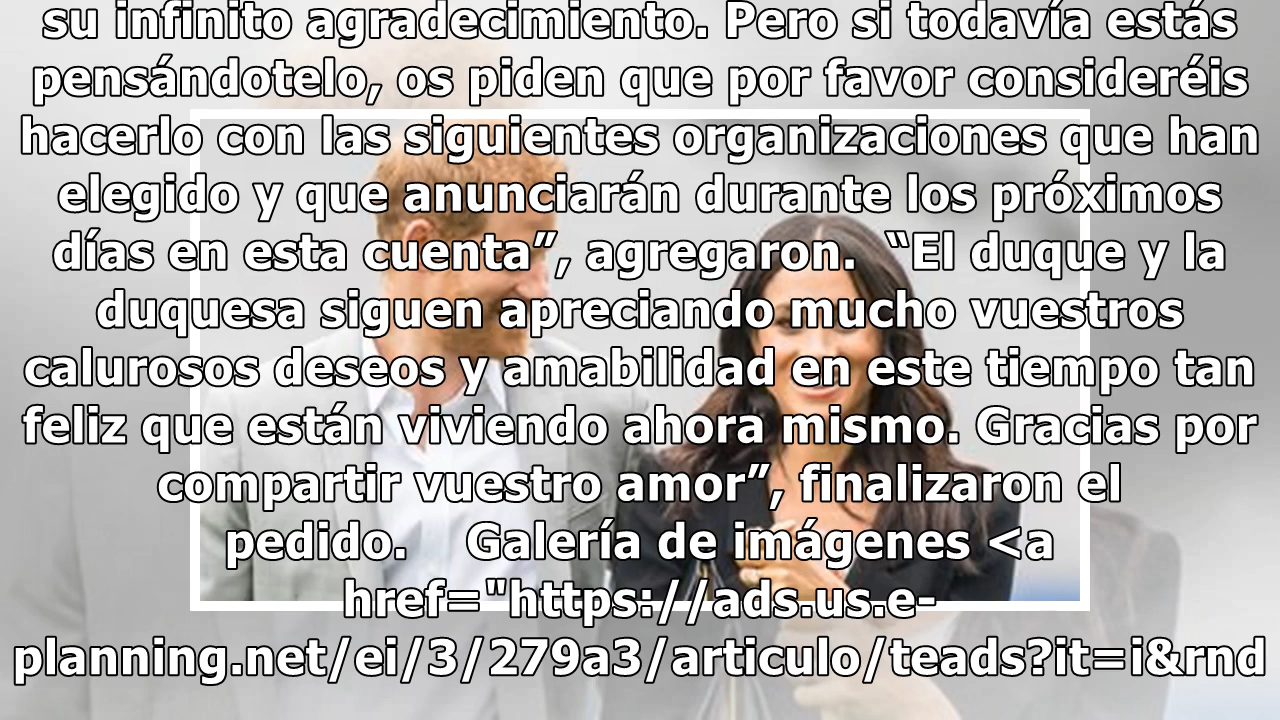 su infinito agradecimiento. Pero si todavía estás
pensándotelo, os piden que por favor consideréis
hacerlo con las siguientes organizaciones que han
elegido y que anunciarán durante los próximos
días en esta cuenta”, agregaron.   “El duque y la
duquesa siguen apreciando mucho vuestros
calurosos deseos y amabilidad en este tiempo tan
feliz que están viviendo ahora mismo. Gracias por
compartir vuestro amor”, finalizaron el
pedido.    Galería de imágenes <a
href="https://ads.us.e-
planning.net/ei/3/279a3/articulo/teads?it=i&rnd